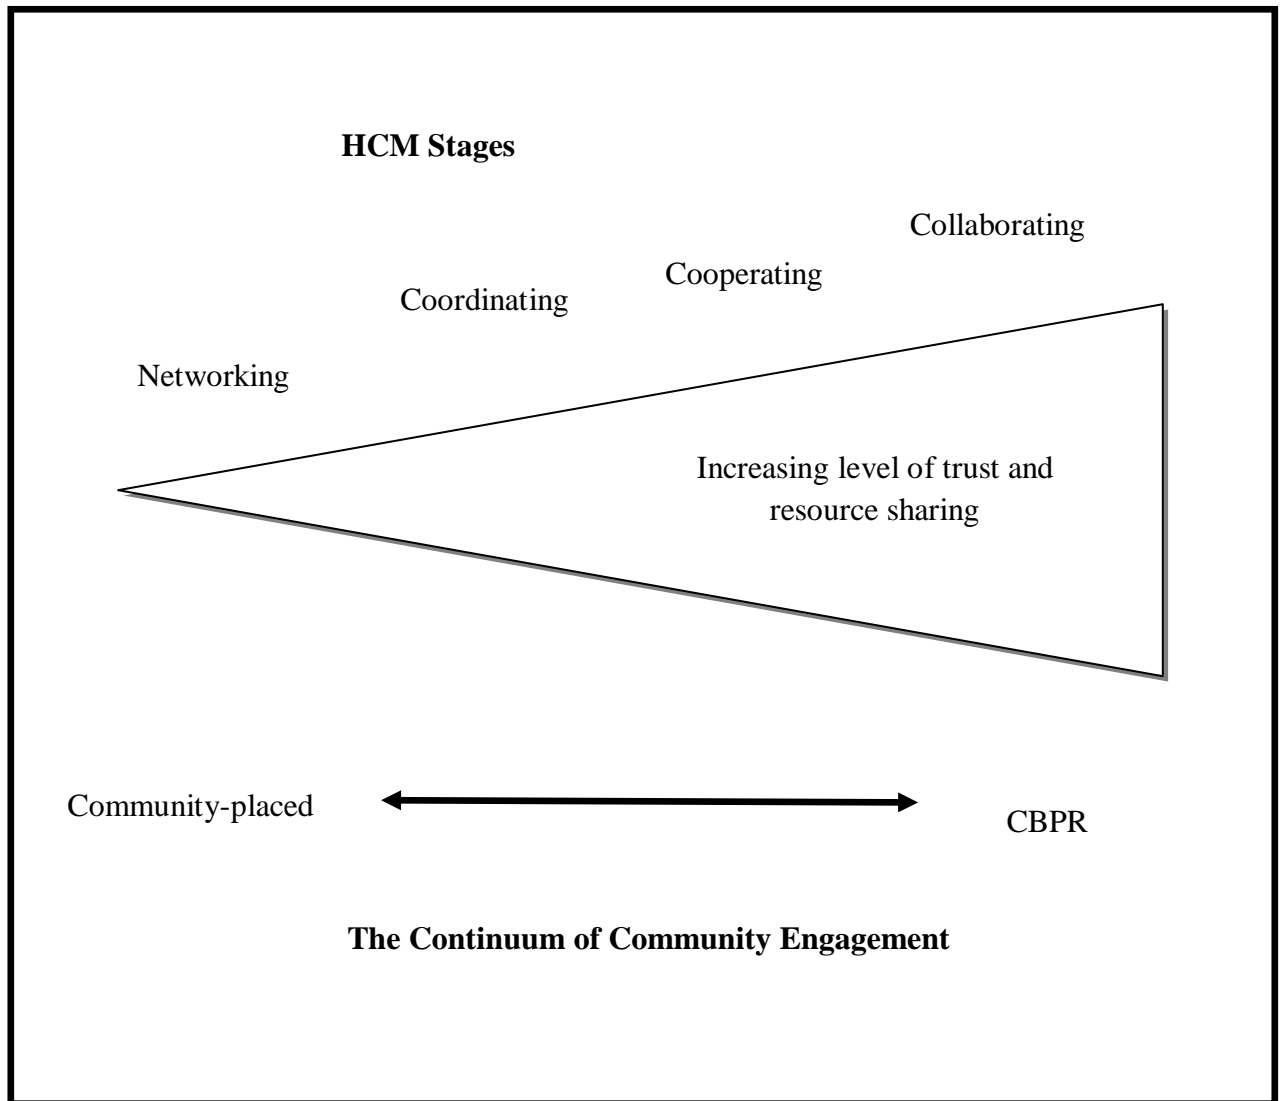 HCM Stages
Collaborating
Cooperating
Coordinating
Networking
Increasing level of trust and
resource sharing
Community-placed
CBPR
The Continuum of Community Engagement